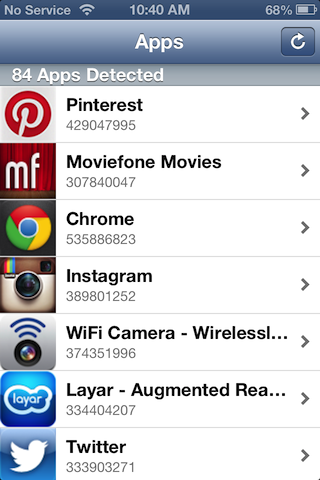 No Service 10:40 AM 68%
Apps
84 Apps Detected
Pinterest
429047995
mf
Moviefone Movies
307840047
Chrome
535886823
Instagram
389801252
WiFi Camera - Wirelessl...
374351996
layar
Layar - Augmented Rea...
334404207
Twitter
333903271